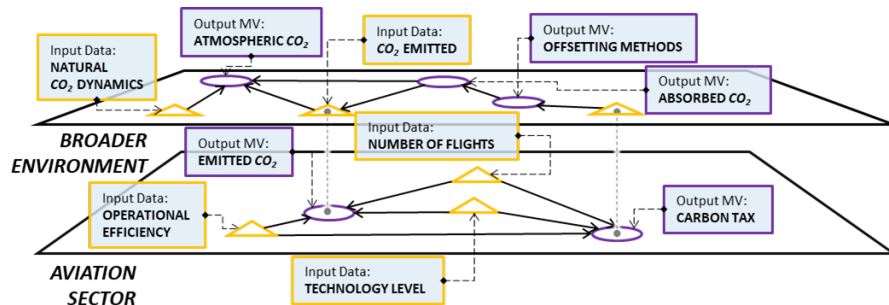 Input Data:
NATURAL
CO₂ DYNAMICS
Output MV:
ATMOSPHERIC CO₂
Input Data:
CO₂ EMITTED
Output MV:
OFFSETTING METHODS
Output MV:
ABSORBED CO₂
BROADER
ENVIRONMENT
Input Data:
NUMBER OF FLIGHTS
Output MV:
EMITTED CO₂
Input Data:
OPERATIONAL
EFFICIENCY
Output MV:
CARBON TAX
Input Data:
TECHNOLOGY LEVEL
AVIATION
SECTOR